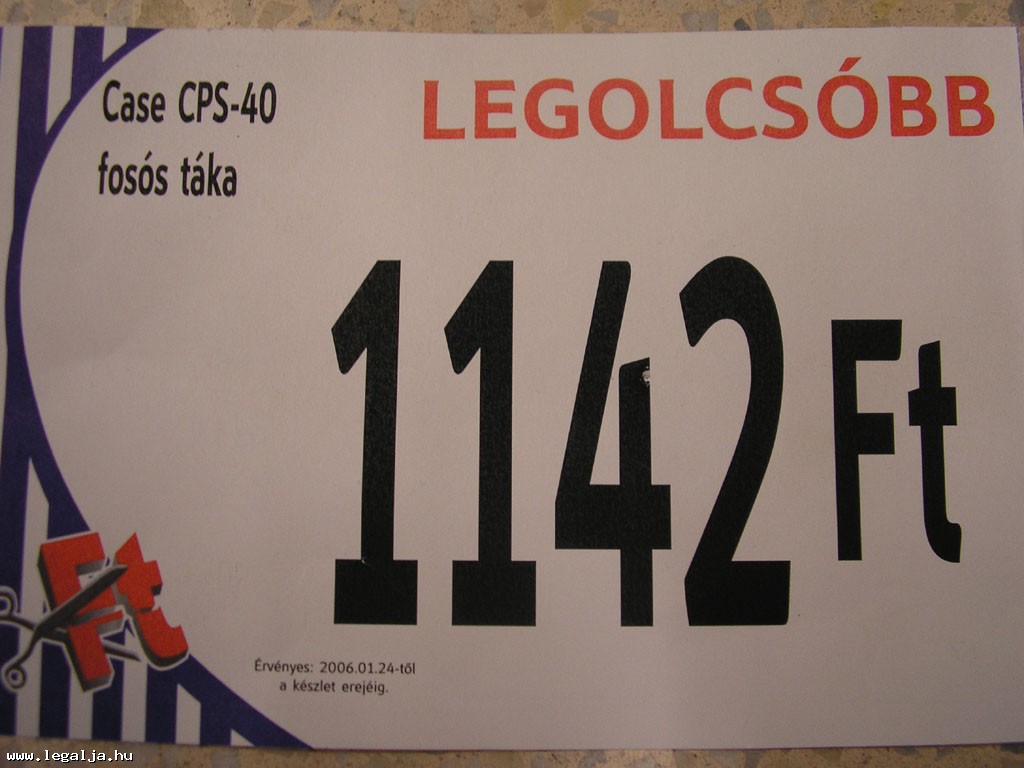 Case CPS-40
fosós táka
LEGOLCSÓBB
1142 Ft
Ft
Érvényes: 2006.01.24-től
a készlet erejéig.
www.legalja.hu